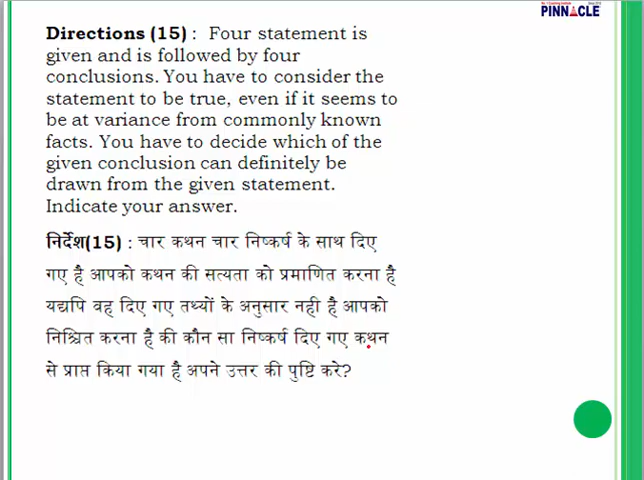 PINNACLE
Directions (15) : Four statement is
given and is followed by four
conclusions. You have to consider the
statement to be true, even if it seems to
be at variance from commonly known
facts. You have to decide which of the
given conclusion can definitely be
drawn from the given statement.
Indicate your answer.
निर्देश(15) : चार कथन चार निष्कर्ष के साथ दिए
गए है आपको कथन की सत्यता को प्रमाणित करना है
यद्यपि वह दिए गए तथ्यों के अनुसार नही है आपको
निश्चित करना है की कौन सा निष्कर्ष दिए गए कथन
से प्राप्त किया गया है अपने उत्तर की पुष्टि करे?